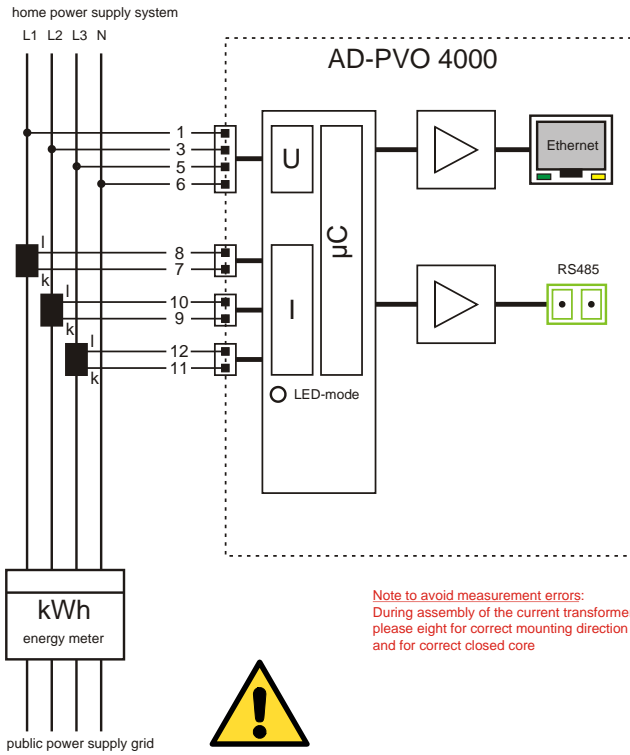 home power supply system
L1 L2 L3 N
AD-PVO 4000
1
3
5
6
U
µC
Ethernet
l
k
8
7
l
k
10
9
I
RS485
l
k
12
11
LED-mode
kWh
energy meter
Note to avoid measurement errors:
During assembly of the current transforme
please eight for correct mounting direction
and for correct closed core
!
public power supply grid